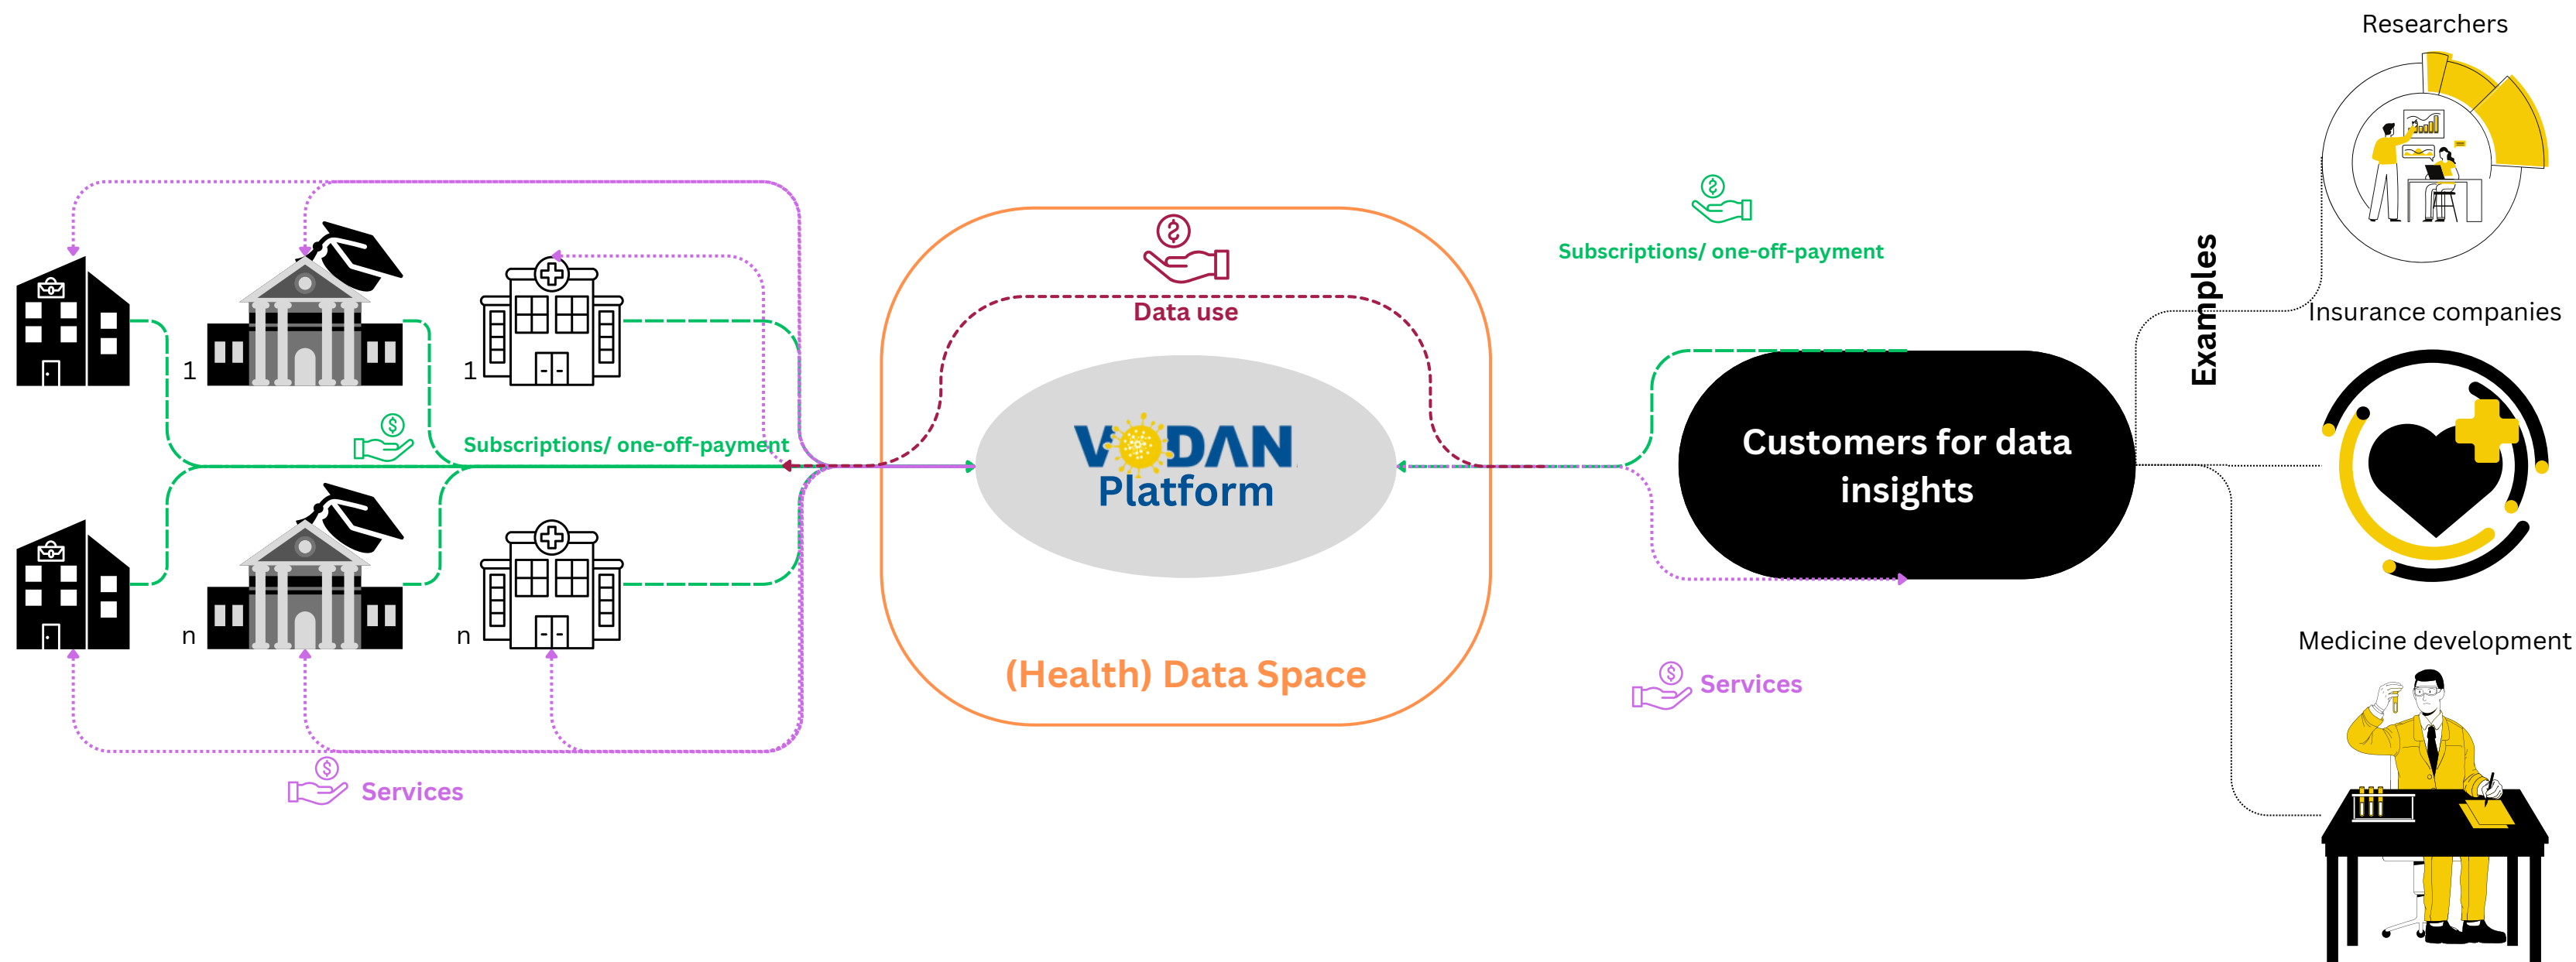 Researchers
Subscriptions/ one-off-payment
Data use
Examples
Insurance companies
1
1
Subscriptions/ one-off-payment
VODAN
Platform
Customers for data
insights
n
n
(Health) Data Space
Services
Medicine development
Services